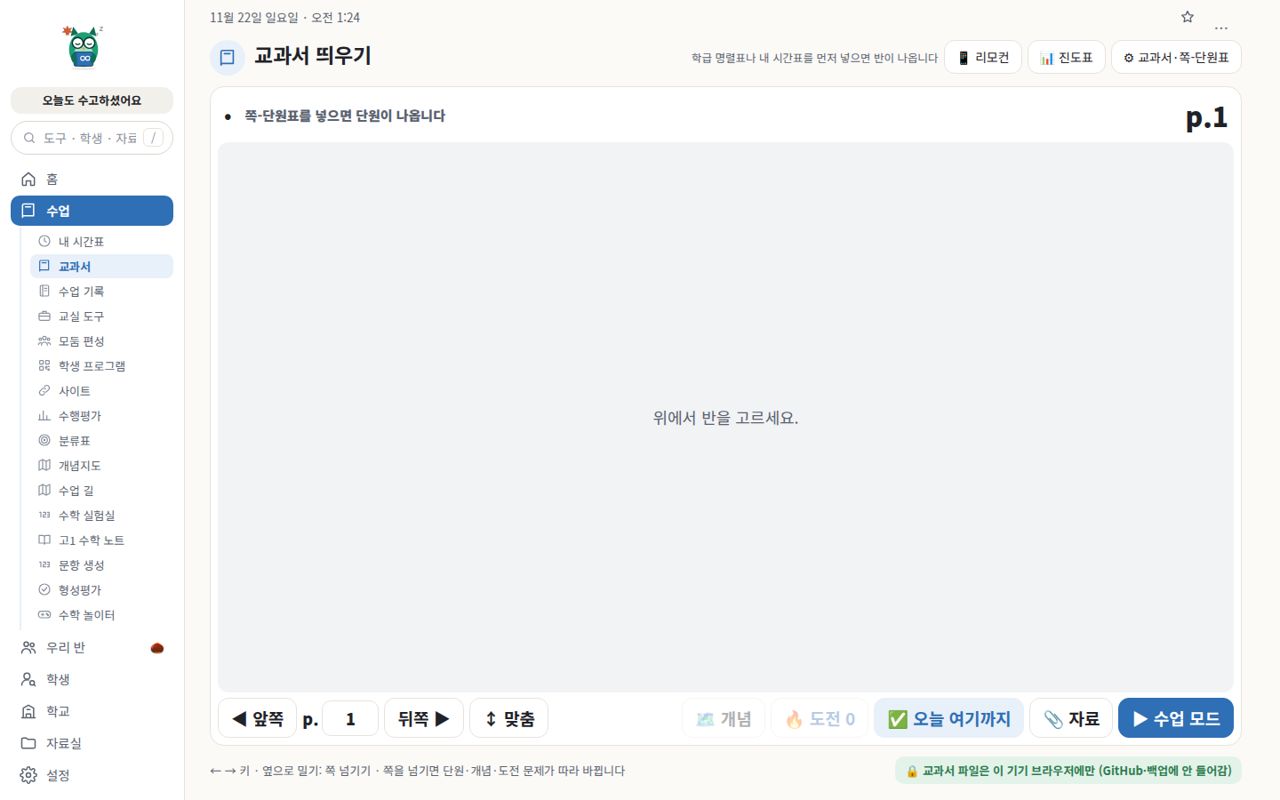 11월 22일 일요일 · 오전 1:24
z
오늘도 수고하셨어요
도구 · 학생 · 자료
/
홈
수업
내 시간표
교과서
수업 기록
교실 도구
모둠 편성
학생 프로그램
사이트
수행평가
분류표
개념지도
수업 길
123 수학 실험실
고1 수학 노트
123 문항 생성
형성평가
수학 놀이터
우리 반
학생
학교
자료실
설정
교과서 띄우기
학급 명렬표나 내 시간표를 먼저 넣으면 반이 나옵니다
리모컨
진도표
교과서·쪽-단원표
...
• 쪽-단원표를 넣으면 단원이 나옵니다
p.1
위에서 반을 고르세요.
◀ 앞쪽
p. 1
뒤쪽 ▶
↕ 맞춤
개념
도전 0
✅ 오늘 여기까지
자료
▶ 수업 모드
← → 키 · 옆으로 밀기: 쪽 넘기기 · 쪽을 넘기면 단원·개념·도전 문제가 따라 바뀝니다
교과서 파일은 이 기기 브라우저에만 (GitHub·백업에 안 들어감)